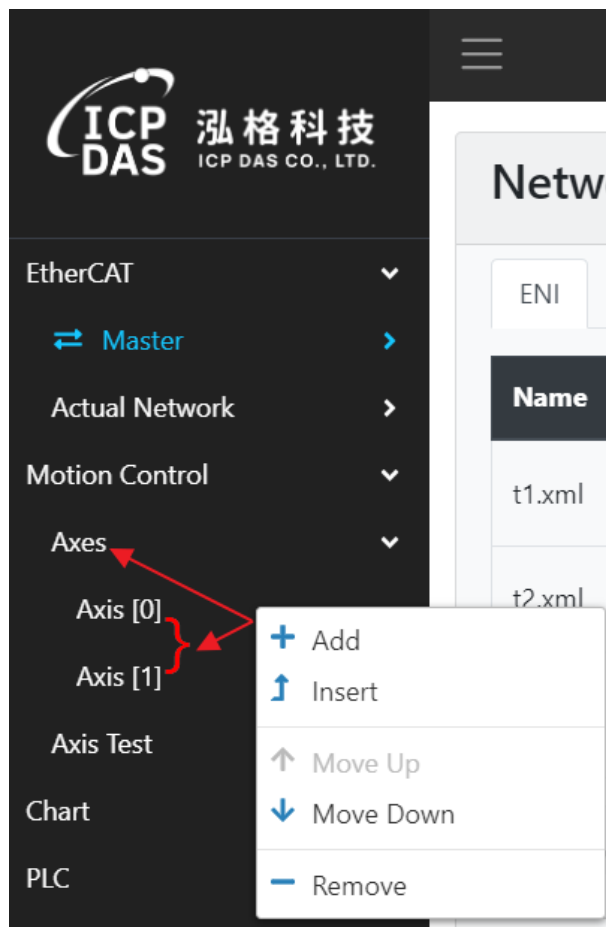 ICP
DAS
泓格科技
ICP DAS CO., LTD.
EtherCAT
Master
Actual Network
Motion Control
Axes
Axis [0]
Axis [1]
Axis Test
Chart
PLC
ENI
Name
t1.xml
t2.xml
Add
Insert
Move Up
Move Down
Remove